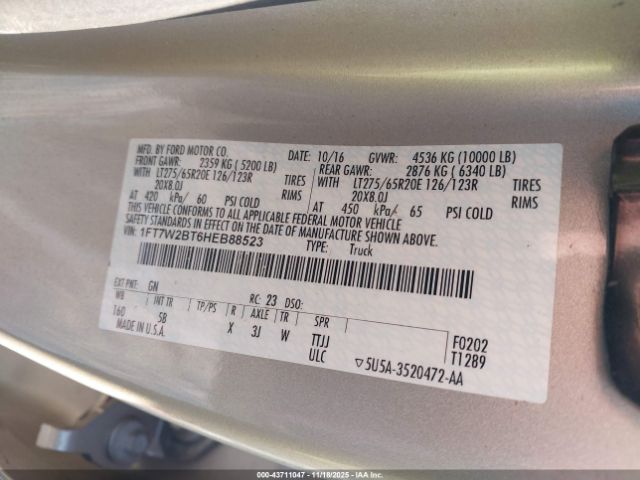 MFD. BY FORD MOTOR CO. DATE: 10/16 GVWR: 4536 KG (10000 LB)
FRONT GAWR: 2359 KG (5200 LB) REAR GAWR: 2876 KG (6340 LB)
WITH LT275/65R20E 126/123R TIRES WITH LT275/65R20E 126/123R TIRES
20X8.0J RIMS 20X8.0J RIMS
AT 420 kPa/ 60 PSI COLD AT 450 kPa/ 65 PSI COLD
THIS VEHICLE CONFORMS TO ALL APPLICABLE FEDERAL MOTOR VEHICLE
SAFETY STANDARDS IN EFFECT ON THE DATE OF MANUFACTURE SHOWN ABOVE.
VIN: 1FT7W2BT6HEB88523 TYPE: Truck
EXT PNT: GN RC: 23 DSO:
WB INT TR TP/PS R AXLE TR SPR
160 5B X 3J W TTJJ F0202
MADE IN U.S.A. ULC T1289
▽5U5A-3520472-AA
000-43711047 | 11/18/2025 - IAAI.com